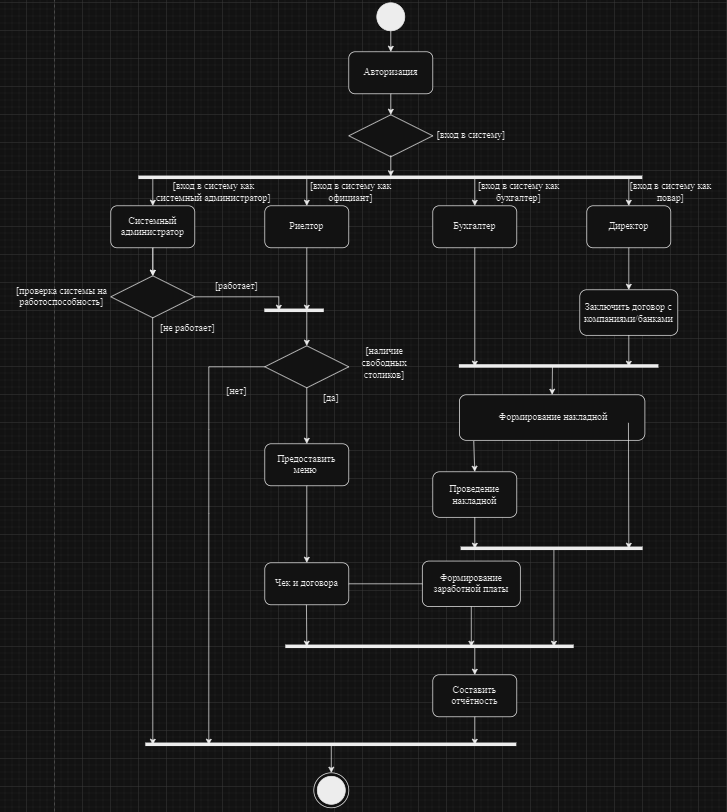 Авторизация
[вход в систему]
[вход в систему как
системный администратор]
[вход в систему как
официант]
[вход в систему как
бухгалтер]
[вход в систему как
повар]
Системный
администратор
Риелтор
Бухгалтер
Директор
[проверка системы на
работоспособность]
[работает]
[не работает]
Заключить договор с
компаниями/банками
[наличие
свободных
столиков]
[нет]
[да]
Формирование накладной
Предоставить
меню
Проведение
накладной
Чек и договора
Формирование
заработной платы
Составить
отчётность